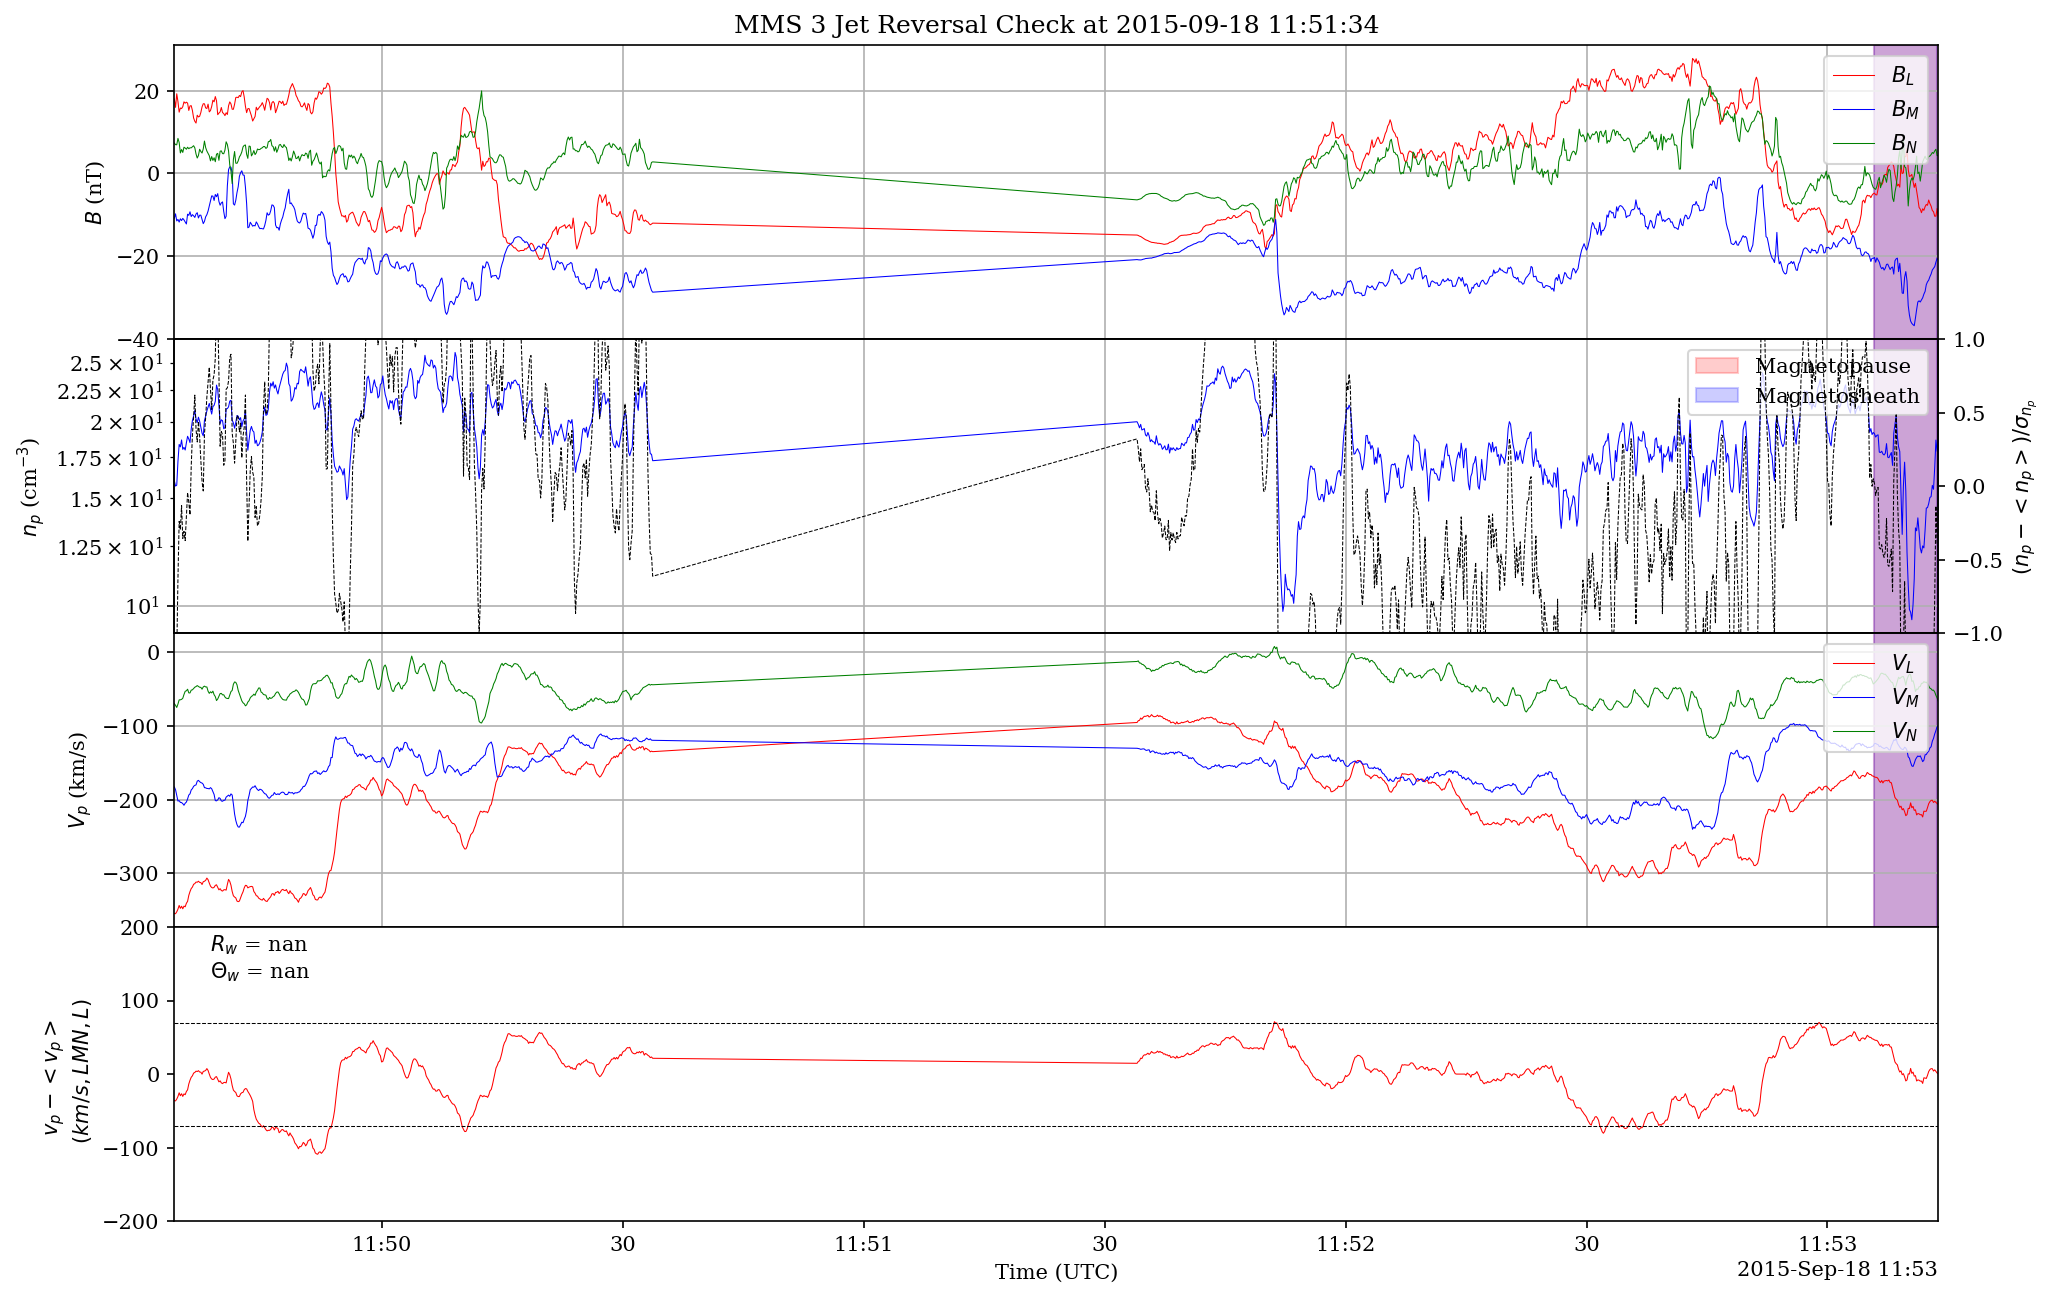 MMS 3 Jet Reversal Check at 2015-09-18 11:51:34
B (nT)
20
0
−20
−40
B_L
B_M
B_N
n_p (cm⁻³)
2.5 × 10¹
2.25 × 10¹
2 × 10¹
1.75 × 10¹
1.5 × 10¹
1.25 × 10¹
10¹
Magnetopause
Magnetosheath
1.0
0.5
0.0
−0.5
−1.0
(n_p − < n_p >)/σ_{n_p}
V_p (km/s)
0
−100
−200
−300
V_L
V_M
V_N
v_p − < v_p >
(km/s, LMN, L)
200
100
0
−100
−200
R_w = nan
Θ_w = nan
11:50
30
11:51
30
11:52
30
11:53
Time (UTC)
2015-Sep-18 11:53